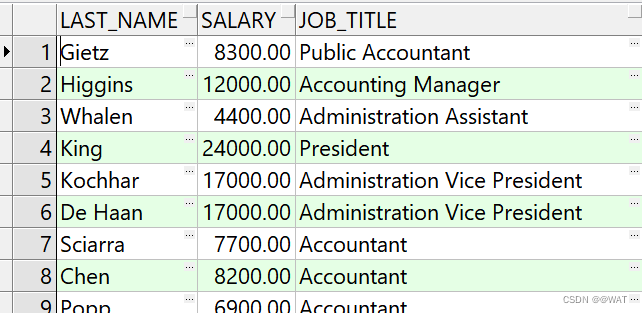 LAST_NAME SALARY JOB_TITLE
1 Gietz 8300.00 Public Accountant
2 Higgins 12000.00 Accounting Manager
3 Whalen 4400.00 Administration Assistant
4 King 24000.00 President
5 Kochhar 17000.00 Administration Vice President
6 De Haan 17000.00 Administration Vice President
7 Sciarra 7700.00 Accountant
8 Chen 8200.00 Accountant
9 Popp 6900.00 Accountant
CSDN @@WAT